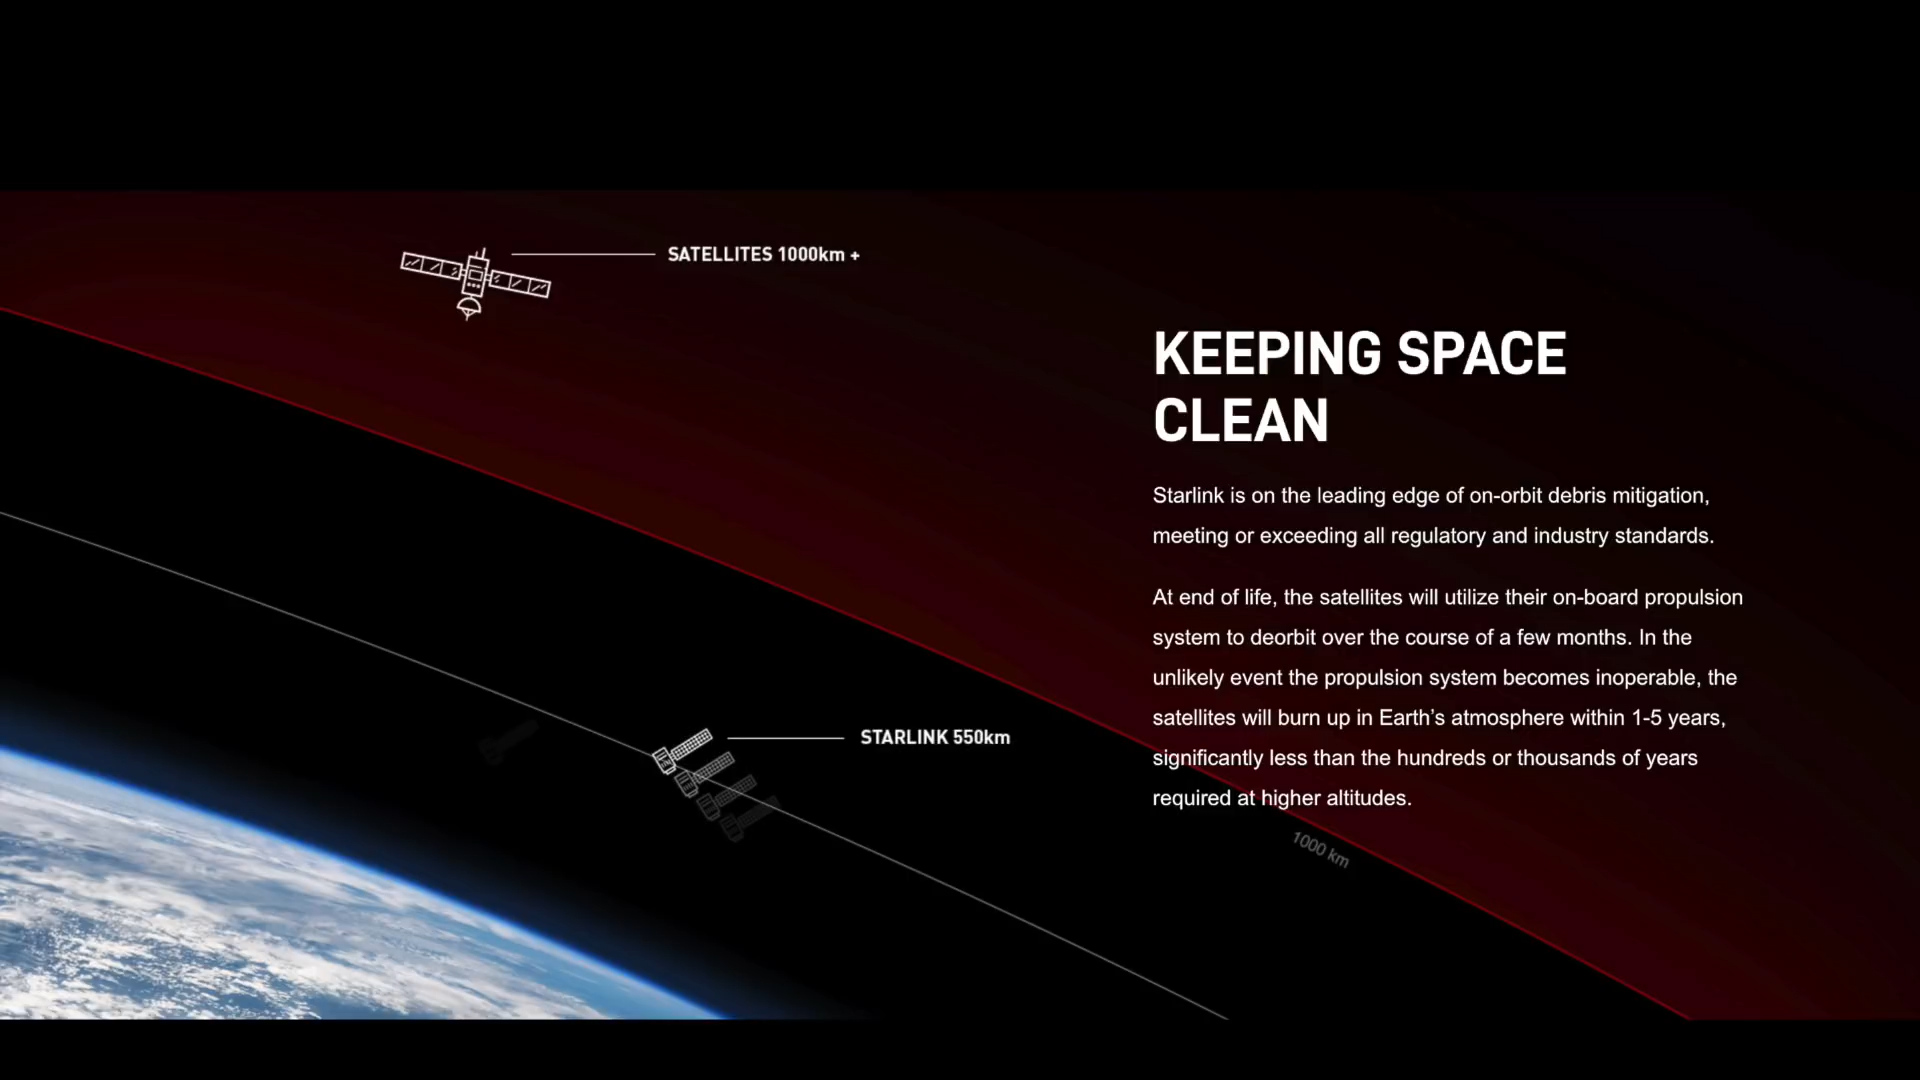 SATELLITES 1000km +
KEEPING SPACE
CLEAN
Starlink is on the leading edge of on-orbit debris mitigation,
meeting or exceeding all regulatory and industry standards.
At end of life, the satellites will utilize their on-board propulsion
system to deorbit over the course of a few months. In the
unlikely event the propulsion system becomes inoperable, the
satellites will burn up in Earth’s atmosphere within 1-5 years,
significantly less than the hundreds or thousands of years
required at higher altitudes.
STARLINK 550km
1000 km